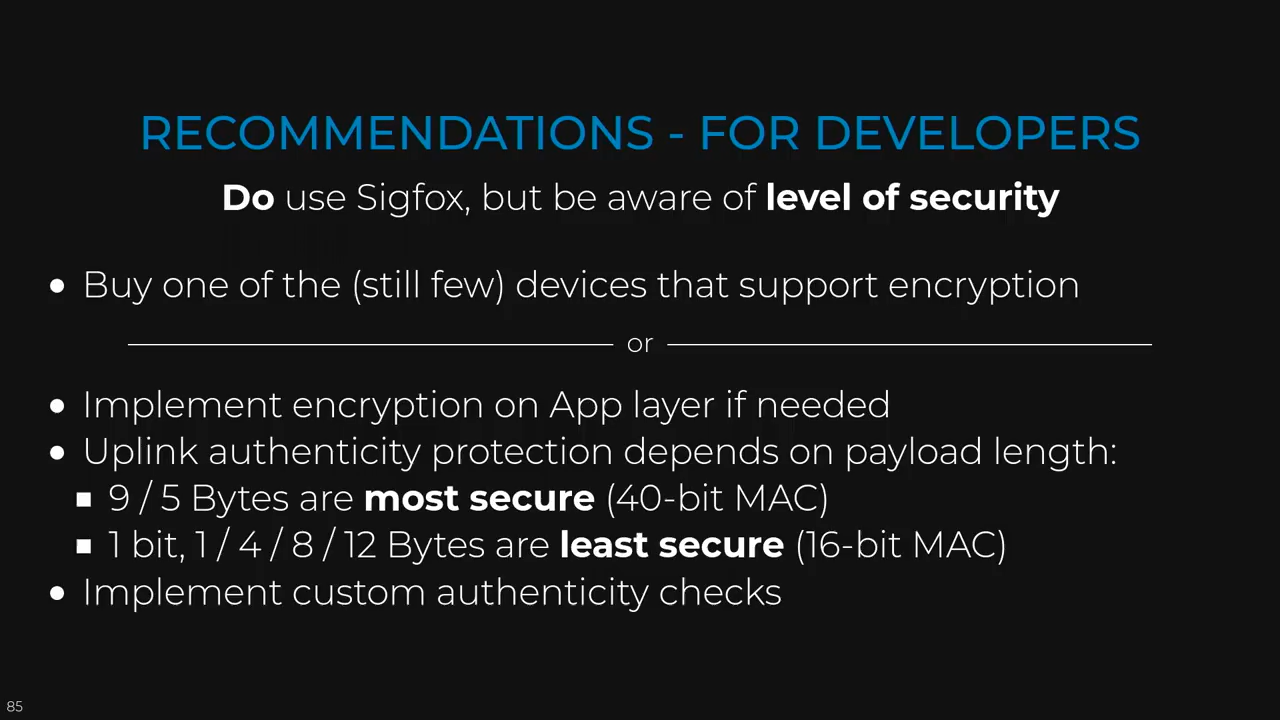 RECOMMENDATIONS - FOR DEVELOPERS
Do use Sigfox, but be aware of level of security
• Buy one of the (still few) devices that support encryption
or
• Implement encryption on App layer if needed
• Uplink authenticity protection depends on payload length:
▪ 9 / 5 Bytes are most secure (40-bit MAC)
▪ 1 bit, 1 / 4 / 8 / 12 Bytes are least secure (16-bit MAC)
• Implement custom authenticity checks
85